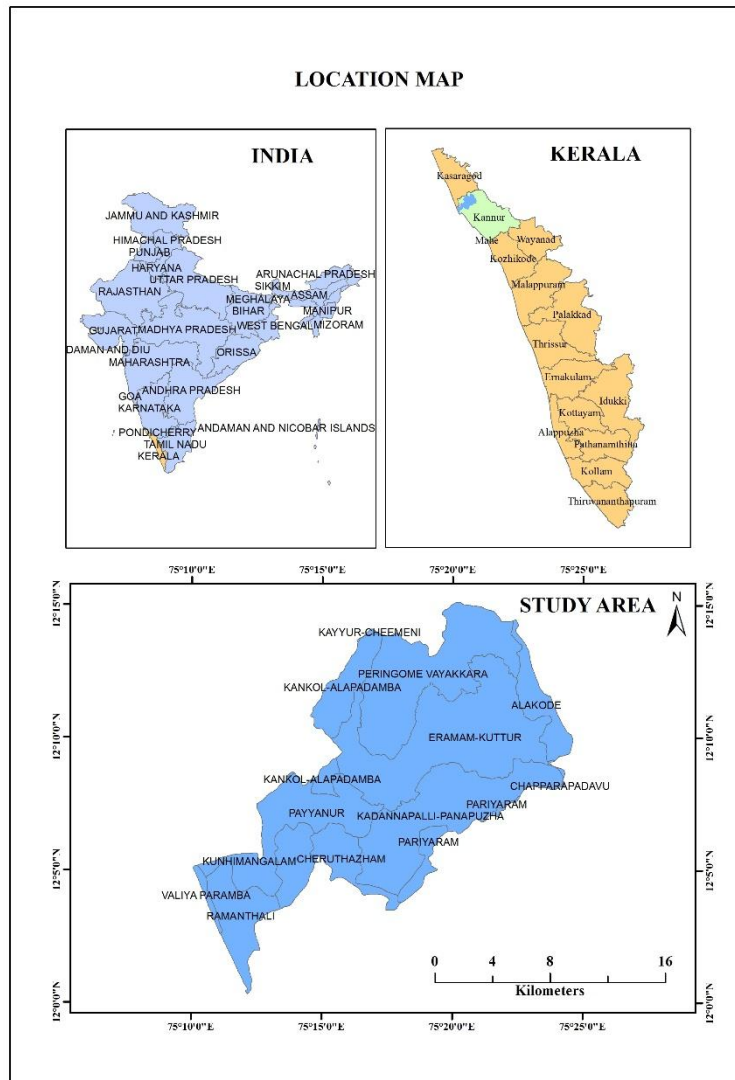 LOCATION MAP
INDIA
JAMMU AND KASHMIR
HIMACHAL PRADESH
PUNJAB
HARYANA
UTTAR PRADESH
ARUNACHAL PRADESH
SIKKIM
RAJASTHAN
MEGHALAYA
ASSAM
BIHAR
MANIPUR
GUJARAT
MADHYA PRADESH
WEST BENGAL
MIZORAM
DAMAN AND DIU
ORISSA
MAHARASHTRA
ANDHRA PRADESH
GOA
KARNATAKA
PONDICHERRY
ANDAMAN AND NICOBAR ISLANDS
TAMIL NADU
KERALA
KERALA
Kasaragod
Kannur
Mahe
Wayanad
Kozhikode
Malappuram
Palakkad
Thrissur
Ernakulam
Idukki
Kottayam
Alappuzha
Pathanamthitta
Kollam
Thiruvananthapuram
75°10'0"E 75°15'0"E 75°20'0"E 75°25'0"E
12°15'0"N
12°15'0"N
STUDY AREA
N
KAYYUR-CHEEMENI
PERINGOME VAYAKKARA
KANKOL-ALAPADAMBA
ALAKODE
ERAMAM-KUTTUR
12°10'0"N
12°10'0"N
KANKOL-ALAPADAMBA
CHAPPARAPADAVU
PARIYARAM
PAYYANUR
KADANNAPALLI-PANAPUZHA
PARIYARAM
KUNHIMANGALAM
CHERUTHAZHAM
12°5'0"N
12°5'0"N
VALIYA PARAMBA
RAMANTHALI
0 4 8 16
Kilometers
12°0'0"N
12°0'0"N
75°10'0"E 75°15'0"E 75°20'0"E 75°25'0"E